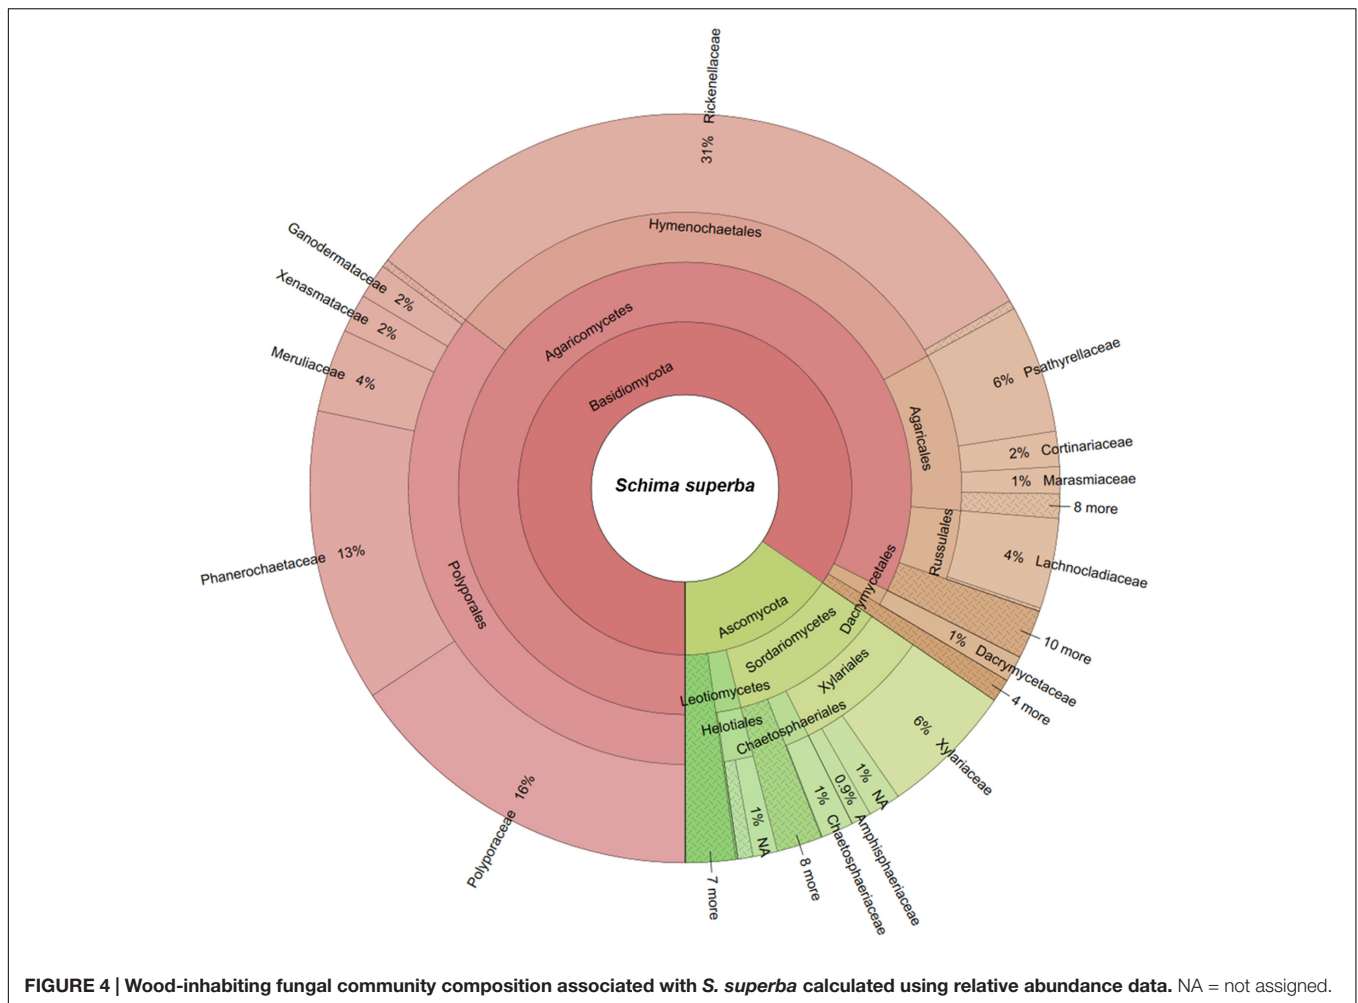 31% Rickenellaceae
Hymenochaetales
Ganodermataceae 2%
Xenasmataceae 2%
Meruliaceae 4%
Agaricomycetes
Basidiomycota
6% Psathyrellaceae
Agaricales
2% Cortinariaceae
1% Marasmiaceae
8 more
Schima superba
Russulales
4% Lachnocladiaceae
Phanerochaetaceae 13%
Polyporales
Dacrymycetales
10 more
1% Dacrymycetaceae
4 more
Ascomycota
Sordariomycetes
Xylariales
Leotiomycetes
Helotiales
Chaetosphaeriales
6% Xylariaceae
1% NA
0.9% Amphisphaeriaceae
1% Chaetosphaeriaceae
8 more
1% NA
7 more
Polyporaceae 16%
FIGURE 4 | Wood-inhabiting fungal community composition associated with S. superba calculated using relative abundance data. NA = not assigned.